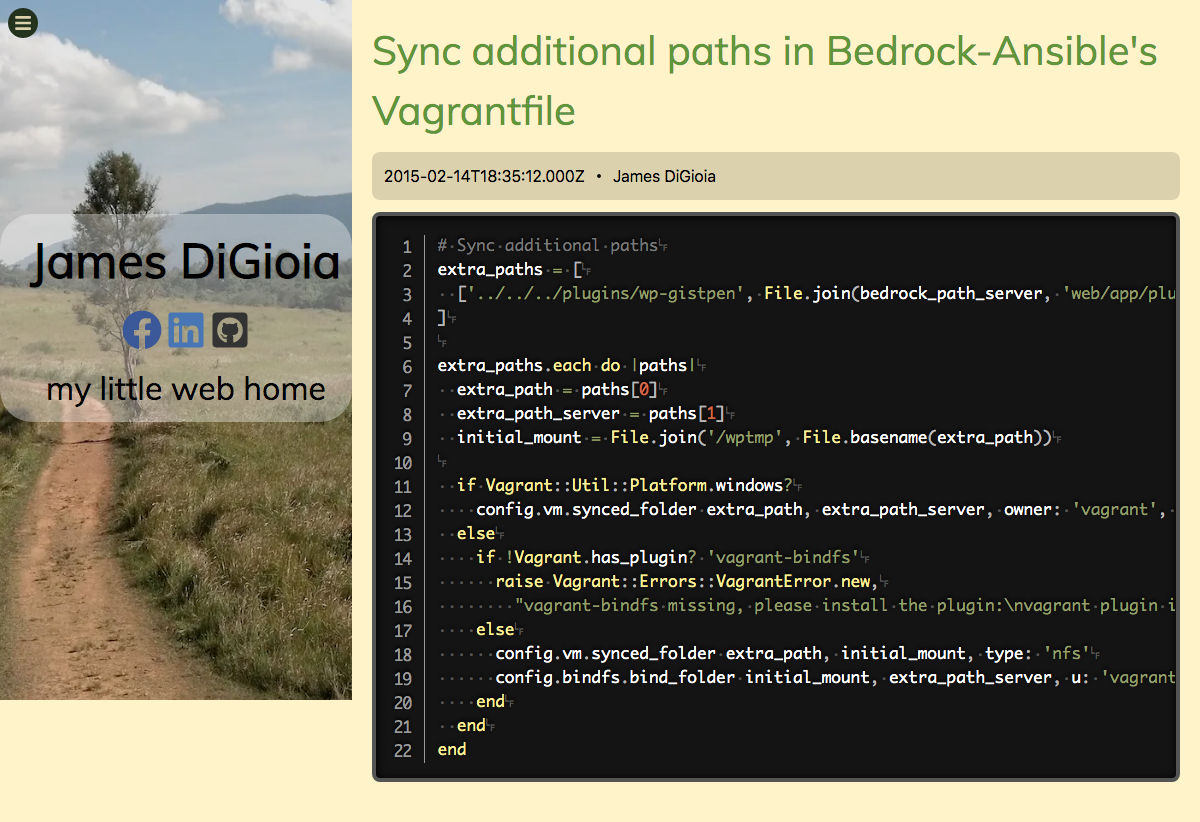 James DiGioia
my little web home
Sync additional paths in Bedrock-Ansible's
Vagrantfile
2015-02-14T18:35:12.000Z • James DiGioia
1 # Sync additional paths
2 extra_paths = [
3   ['../../../plugins/wp-gistpen', File.join(bedrock_path_server, 'web/app/plu
4 ]
5
6 extra_paths.each do |paths|
7   extra_path = paths[0]
8   extra_path_server = paths[1]
9   initial_mount = File.join('/wptmp', File.basename(extra_path))
10
11   if Vagrant::Util::Platform.windows?
12     config.vm.synced_folder extra_path, extra_path_server, owner: 'vagrant',
13   else
14     if !Vagrant.has_plugin? 'vagrant-bindfs'
15       raise Vagrant::Errors::VagrantError.new,
16         "vagrant-bindfs missing, please install the plugin:\nvagrant plugin i
17     else
18       config.vm.synced_folder extra_path, initial_mount, type: 'nfs'
19       config.bindfs.bind_folder initial_mount, extra_path_server, u: 'vagrant
20     end
21   end
22 end